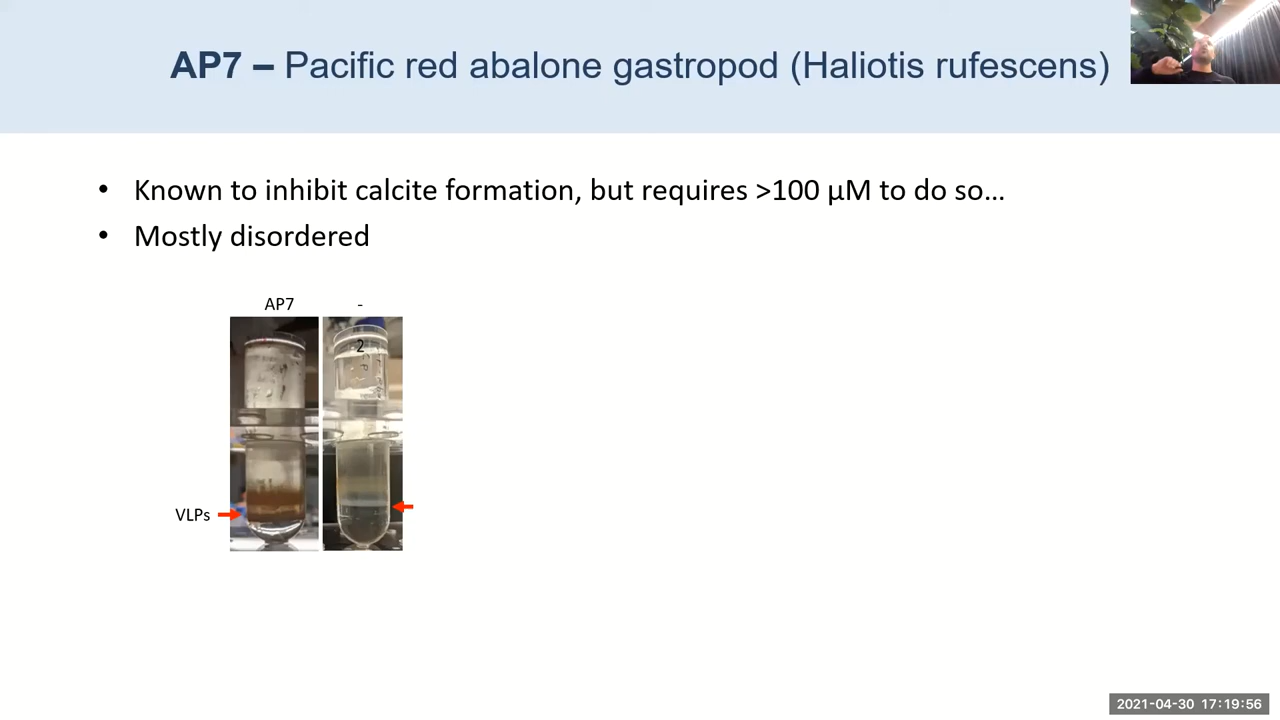 AP7 – Pacific red abalone gastropod (Haliotis rufescens)
• Known to inhibit calcite formation, but requires >100 µM to do so…
• Mostly disordered
AP7 -
2
VLPs
2021-04-30 17:19:56